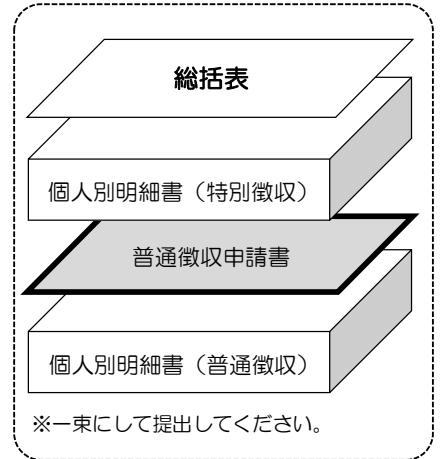 総括表
個人別明細書（特別徴収）
普通徴収申請書
個人別明細書（普通徴収）
※一束にして提出してください。